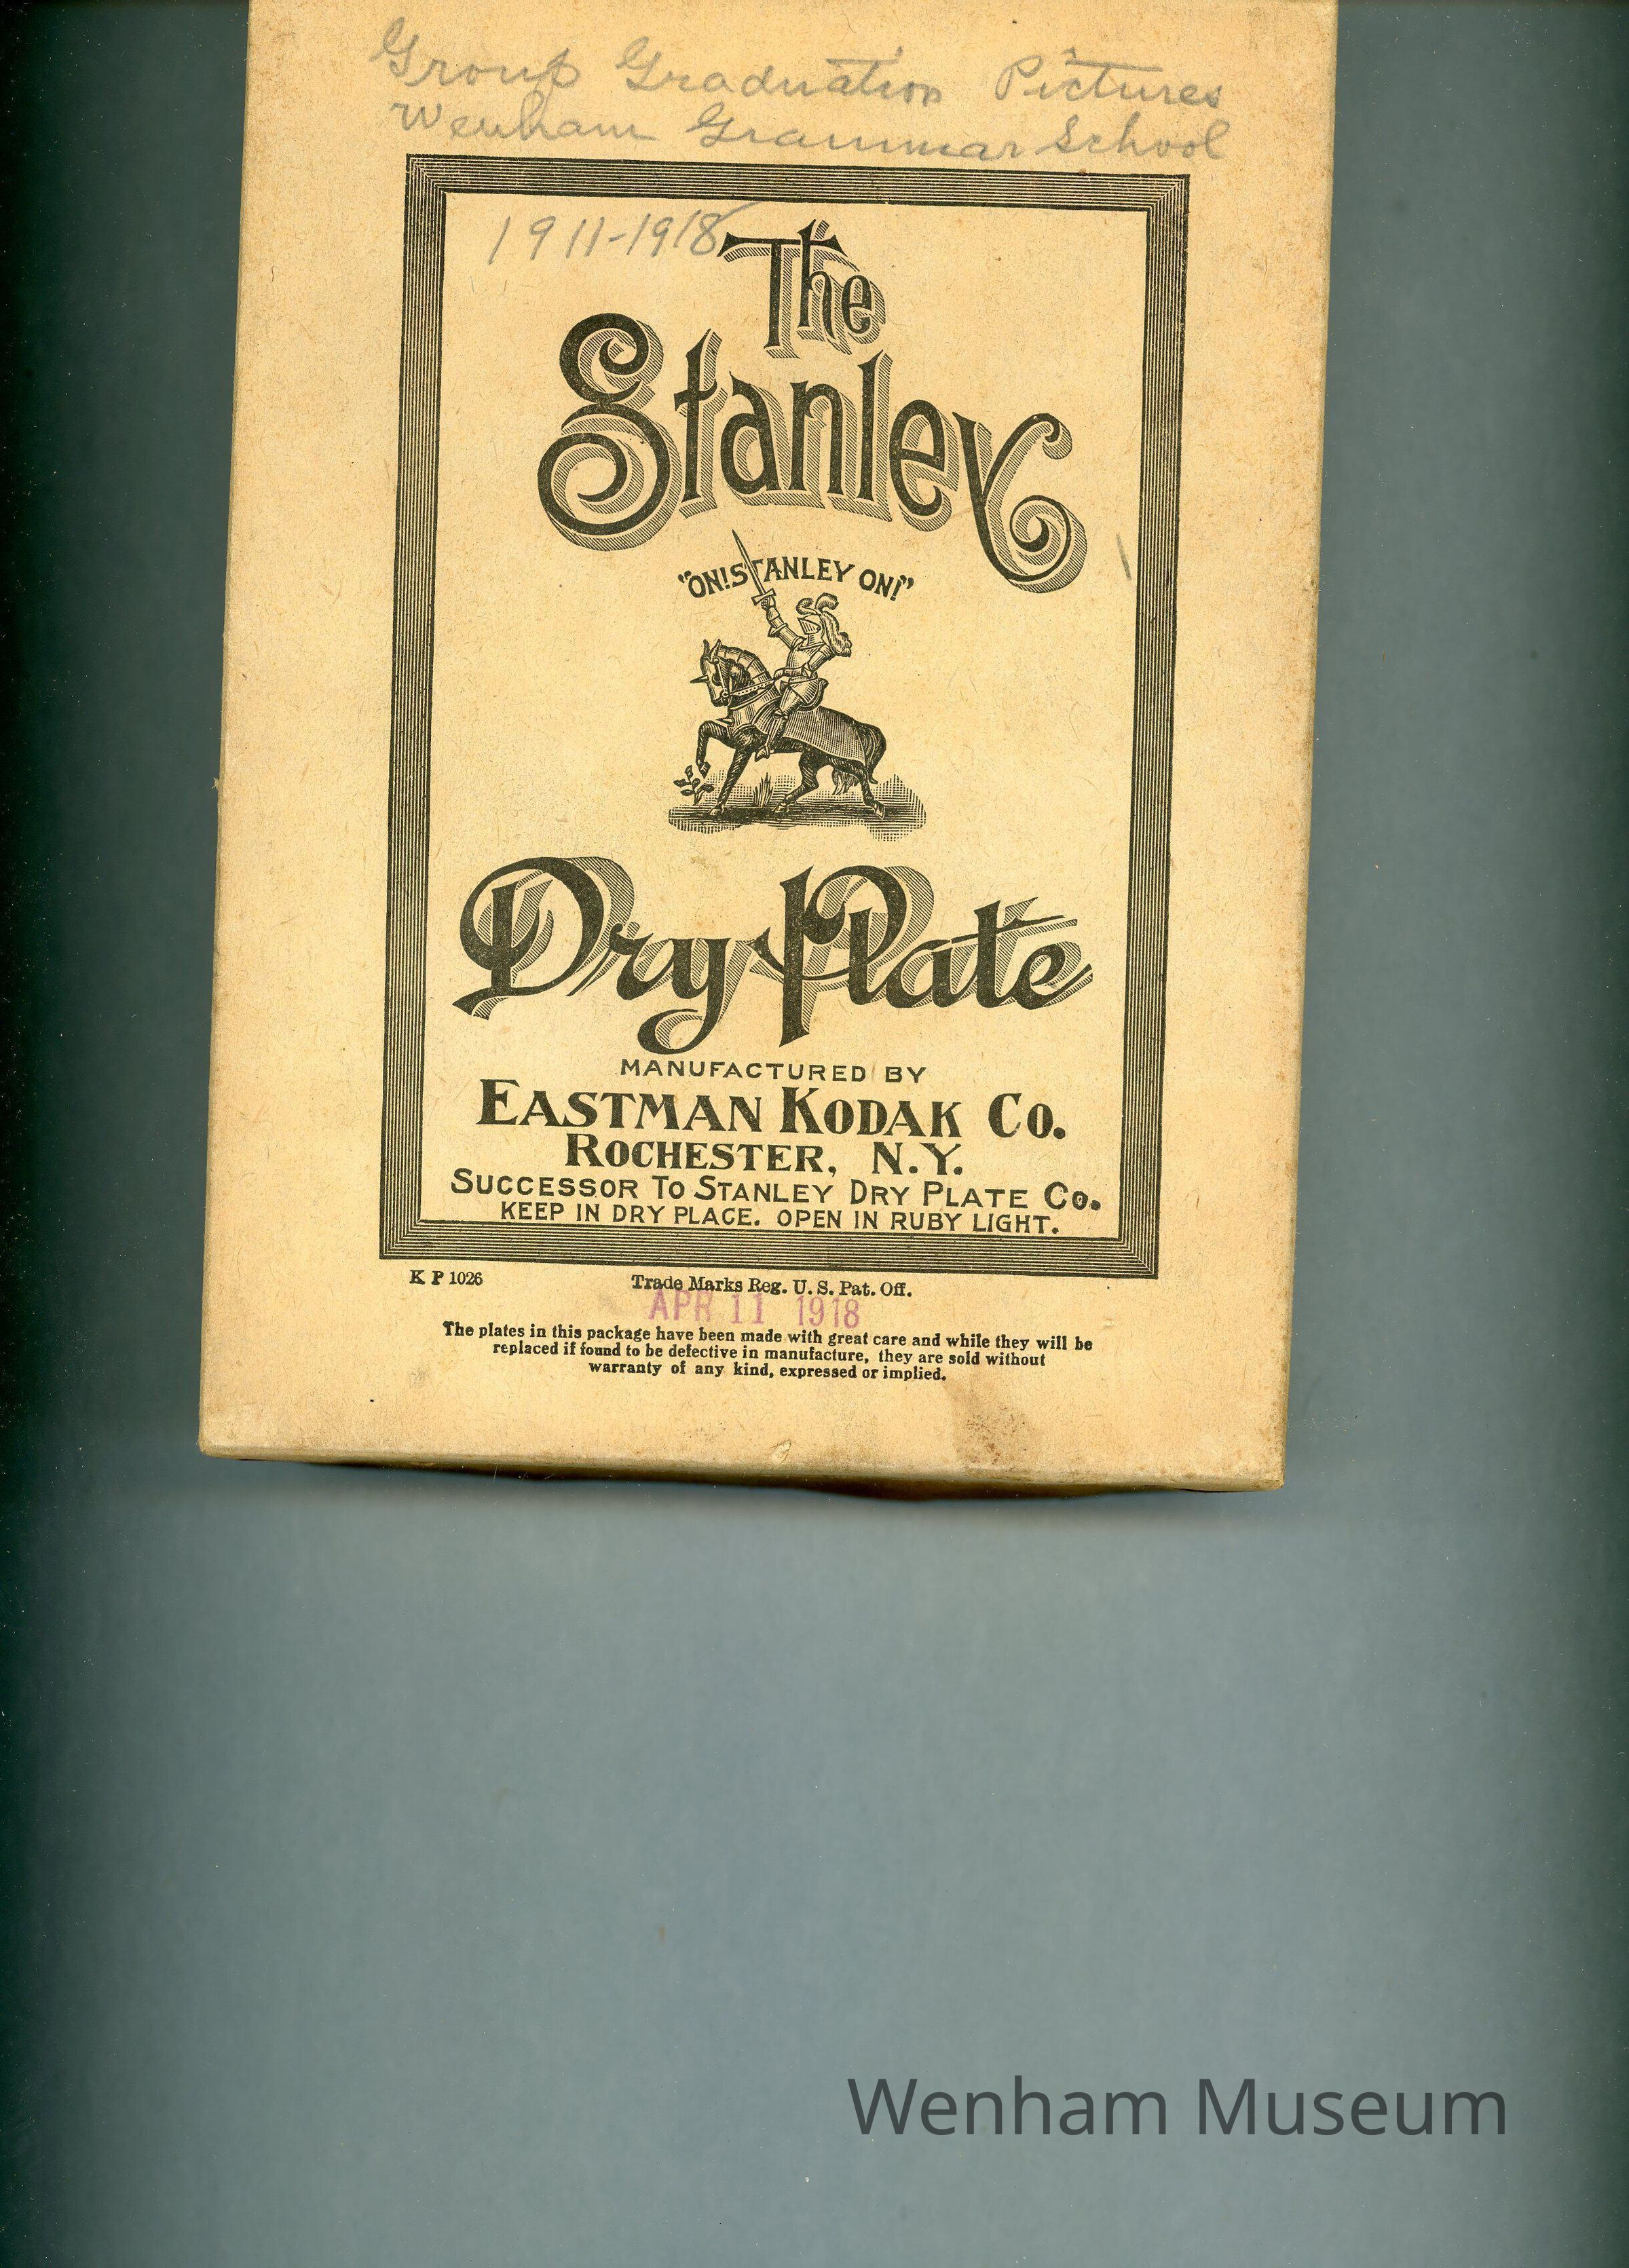 Group Graduation Pictures
Wenham Grammar School
1911-1918
The
Stanley
"ON! STANLEY ON!"
Dry Plate
MANUFACTURED BY
EASTMAN KODAK CO.
ROCHESTER, N.Y.
SUCCESSOR TO STANLEY DRY PLATE CO.
KEEP IN DRY PLACE. OPEN IN RUBY LIGHT.
K P 1026
Trade Marks Reg. U. S. Pat. Off.
APR 11 1918
The plates in this package have been made with great care and while they will be
replaced if found to be defective in manufacture, they are sold without
warranty of any kind, expressed or implied.
Wenham Museum